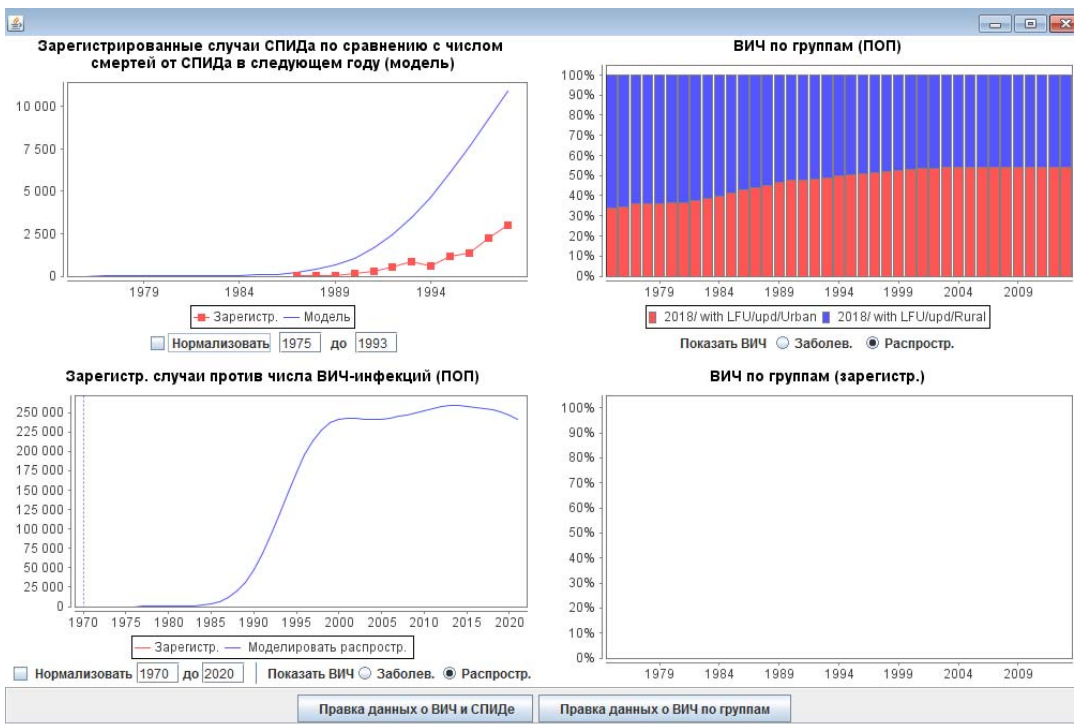 Зарегистрированные случаи СПИДа по сравнению с числом
смертей от СПИДа в следующем году (модель)
10 000
7 500
5 000
2 500
0
1979 1984 1989 1994
Зарегистр. Модель
Нормализовать 1975 до 1993
ВИЧ по группам (ПОП)
100%
90%
80%
70%
60%
50%
40%
30%
20%
10%
0%
1979 1984 1989 1994 1999 2004 2009
2018/ with LFU/upd/Urban 2018/ with LFU/upd/Rural
Показать ВИЧ Заболев. Распростр.
Зарегистр. случаи против числа ВИЧ-инфекций (ПОП)
250 000
225 000
200 000
175 000
150 000
125 000
100 000
75 000
50 000
25 000
0
1970 1975 1980 1985 1990 1995 2000 2005 2010 2015 2020
Зарегистр. Моделировать распростр.
Нормализовать 1970 до 2020 Показать ВИЧ Заболев. Распростр.
ВИЧ по группам (зарегистр.)
100%
90%
80%
70%
60%
50%
40%
30%
20%
10%
0%
1979 1984 1989 1994 1999 2004 2009
Правка данных о ВИЧ и СПИДе Правка данных о ВИЧ по группам